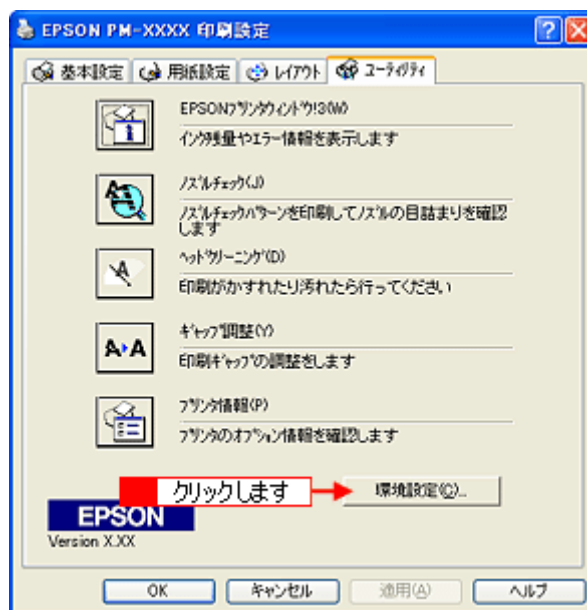 EPSON PM-XXXX 印刷設定
基本設定 用紙設定 レイアウト ユーティリティ
EPSONプリンタウィンドウ!3(W)
インク残量やエラー情報を表示します
ノズルチェック(J)
ノズルチェックパターンを印刷してノズルの目詰まりを確認
します
ヘッドクリーニング(D)
印刷がかすれたり汚れたら行ってください
ギャップ調整(Y)
印刷ギャップの調整をします
プリンタ情報(P)
プリンタのオプション情報を確認します
クリックします 環境設定(C)...
EPSON
Version X.XX
OK キャンセル 適用(A) ヘルプ